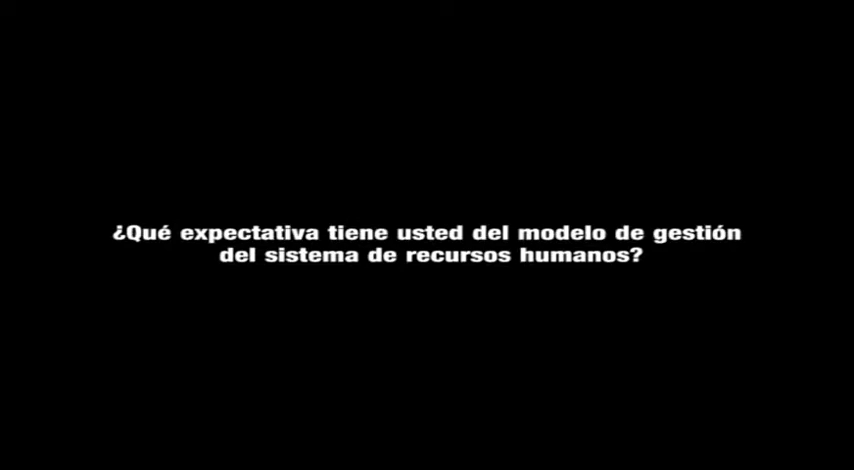 ¿Qué expectativa tiene usted del modelo de gestión
del sistema de recursos humanos?